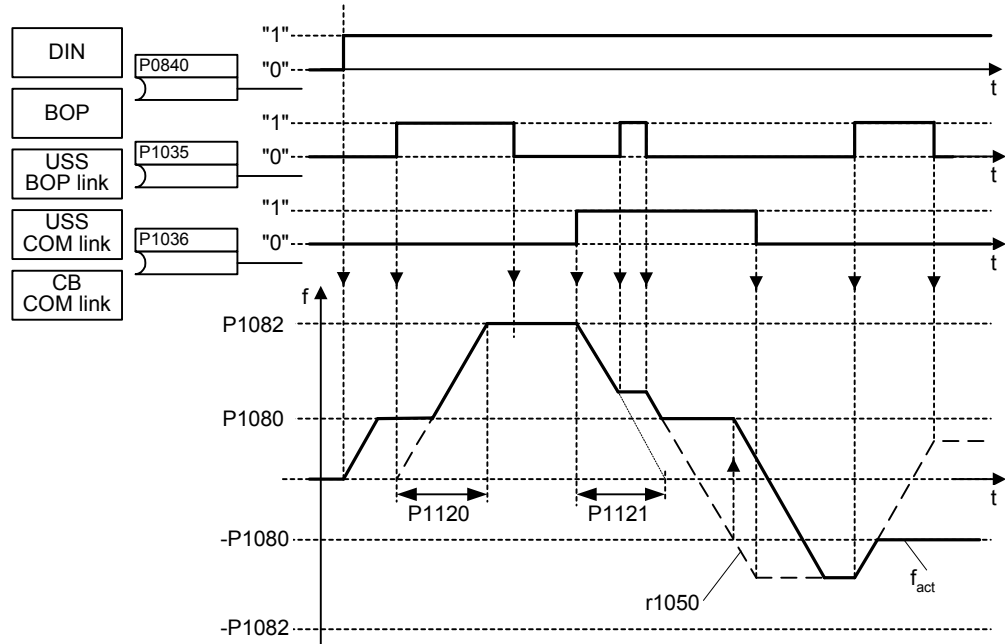 DIN
BOP
USS
BOP link
USS
COM link
CB
COM link
P0840
P1035
P1036
"1"
"0"
t
"1"
"0"
t
"1"
"0"
t
f
P1082
P1080
t
P1120
P1121
-P1080
r1050
fact
-P1082